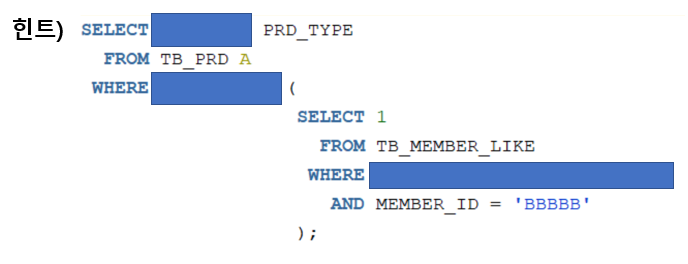 힌트) SELECT PRD_TYPE
FROM TB_PRD A
WHERE (
SELECT 1
FROM TB_MEMBER_LIKE
WHERE
AND MEMBER_ID = 'BBBBB'
);